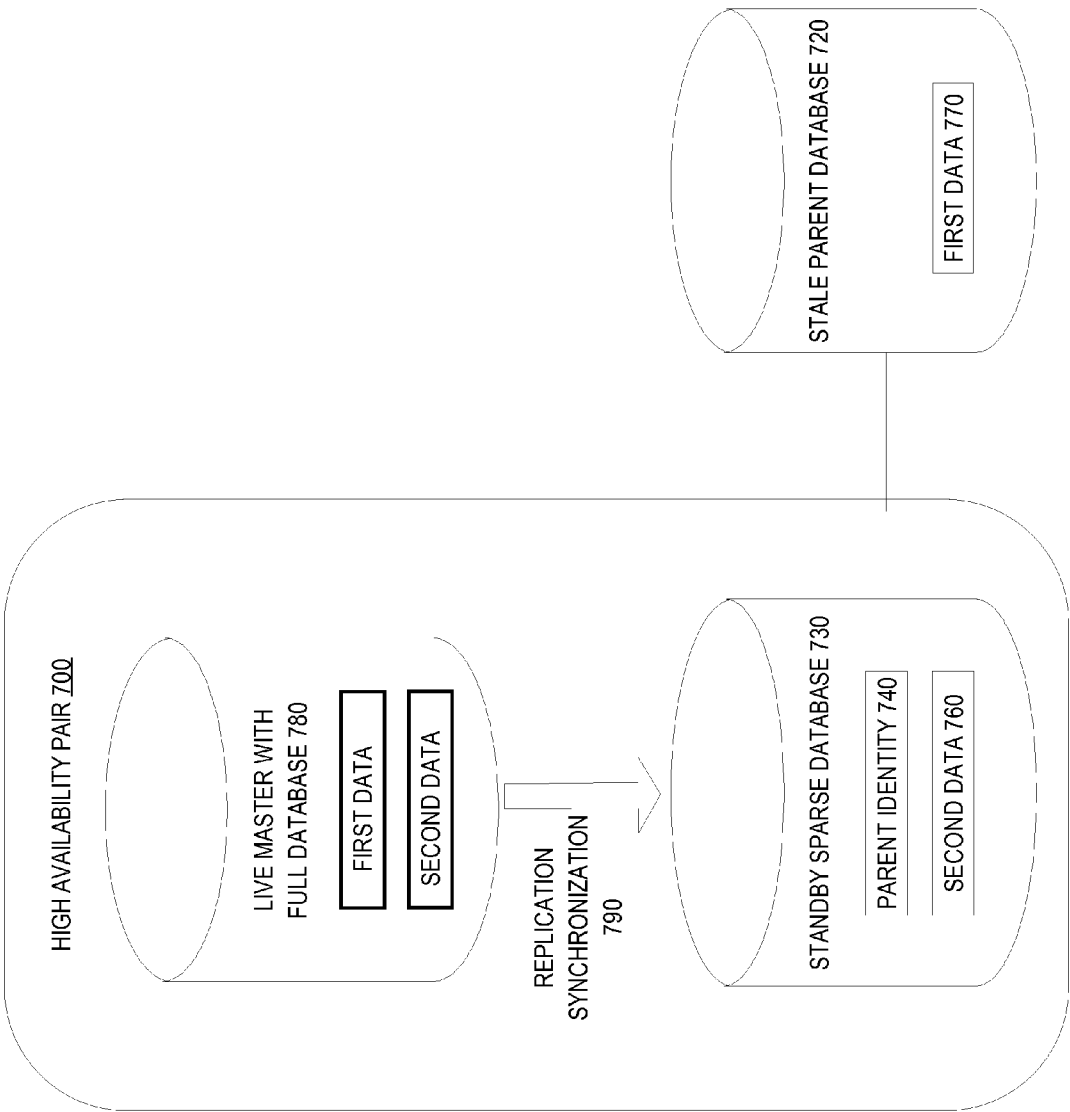 HIGH AVAILABILITY PAIR 700
LIVE MASTER WITH
FULL DATABASE 780
FIRST DATA
SECOND DATA
REPLICATION
SYNCHRONIZATION
790
STANDBY SPARSE DATABASE 730
PARENT IDENTITY 740
SECOND DATA 760
STALE PARENT DATABASE 720
FIRST DATA 770